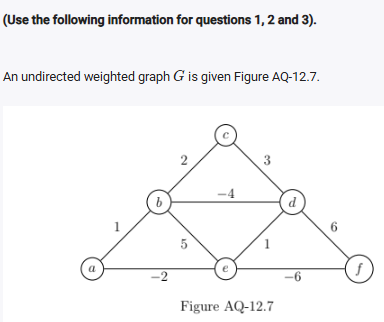 (Use the following information for questions 1, 2 and 3).
An undirected weighted graph G is given Figure AQ-12.7.
c
2
3
-4
b
d
1
6
5
1
a
e
f
-2
-6
Figure AQ-12.7